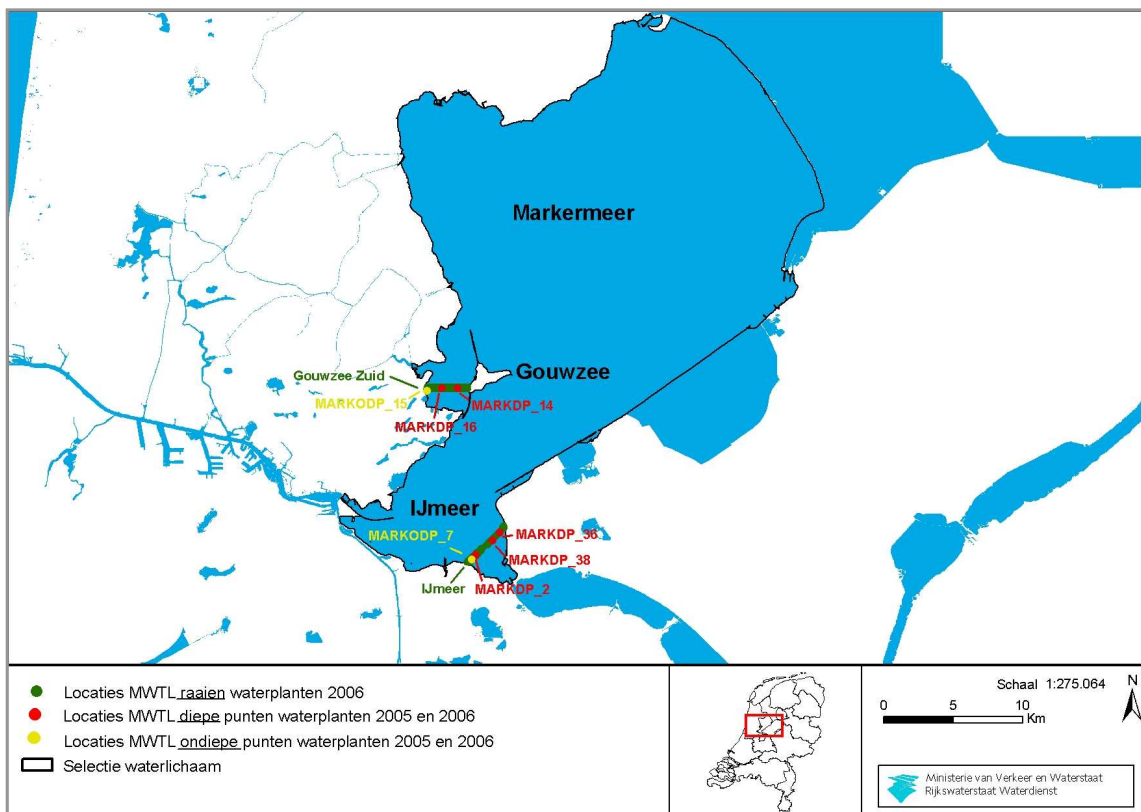 Markermeer
Gouwzee
Gouwzee Zuid
MARKODP_15
MARKDP_14
MARKDP_16
IJmeer
MARKODP_7
MARKDP_36
MARKDP_38
MARKDP_2
IJmeer
Locaties MWTL raaien waterplanten 2006
Locaties MWTL diepe punten waterplanten 2005 en 2006
Locaties MWTL ondiepe punten waterplanten 2005 en 2006
Selectie waterlichaam
Schaal 1:275.064
N
0 5 10
Km
Ministerie van Verkeer en Waterstaat
Rijkswaterstaat Waterdienst